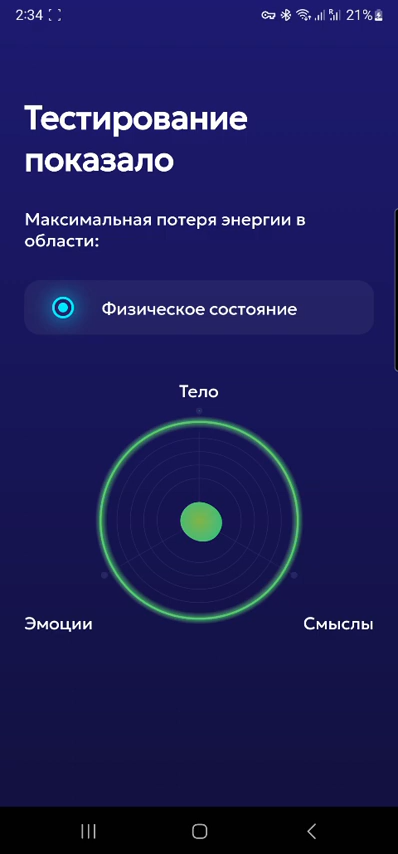 2:34
21%
Тестирование
показало
Максимальная потеря энергии в
области:
Физическое состояние
Тело
Эмоции
Смыслы